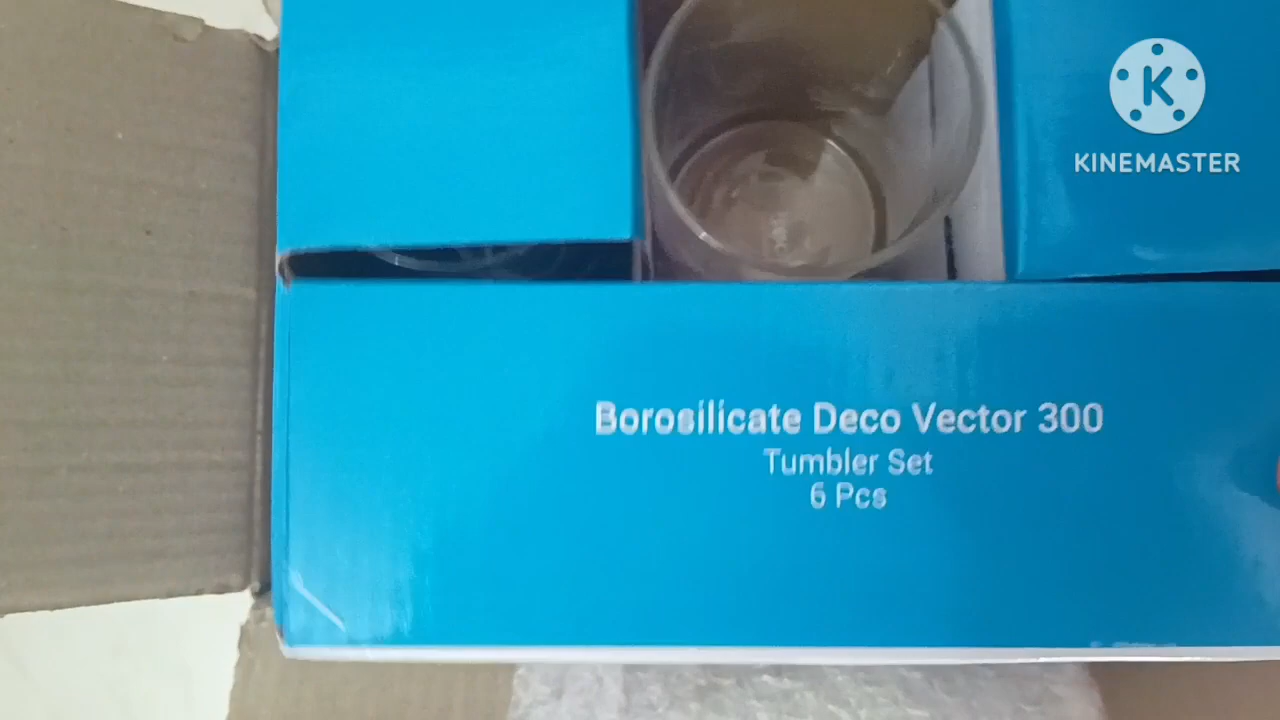 K
KINEMASTER
Borosilicate Deco Vector 300
Tumbler Set
6 Pcs